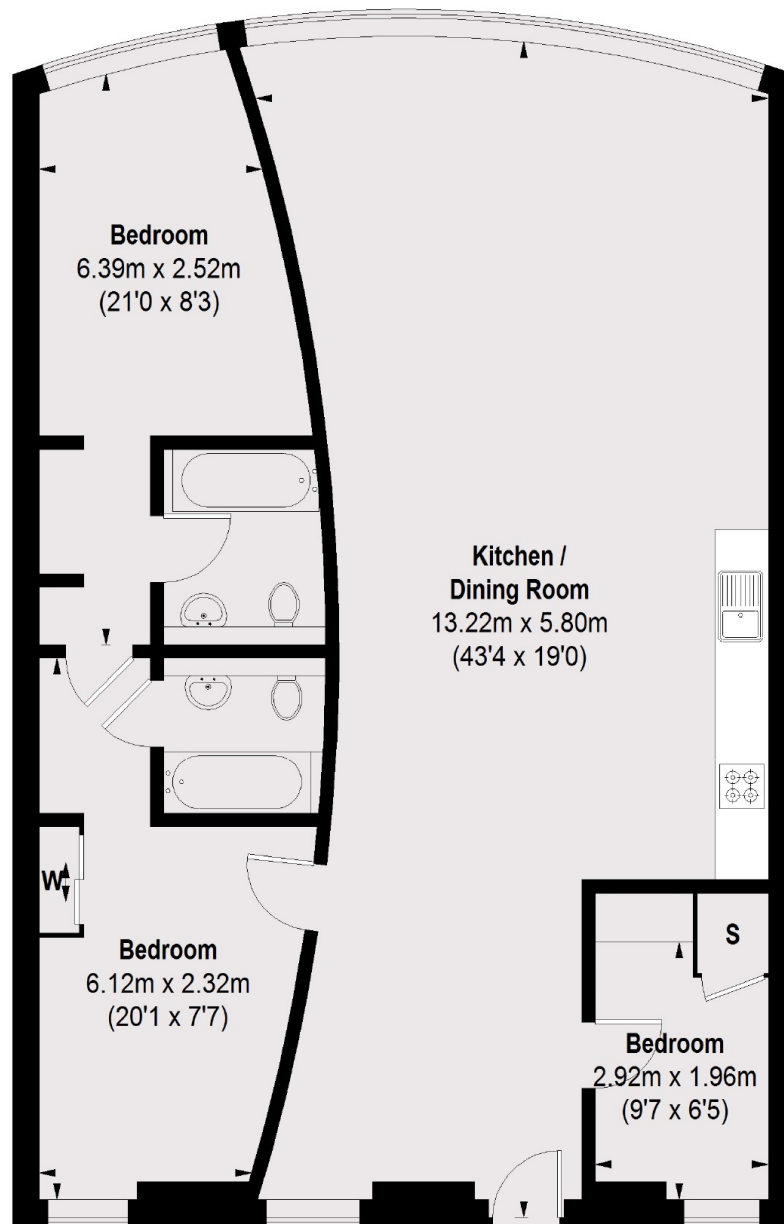 Bedroom
6.39m x 2.52m
(21'0 x 8'3)
Kitchen /
Dining Room
13.22m x 5.80m
(43'4 x 19'0)
W
S
Bedroom
6.12m x 2.32m
(20'1 x 7'7)
Bedroom
2.92m x 1.96m
(9'7 x 6'5)